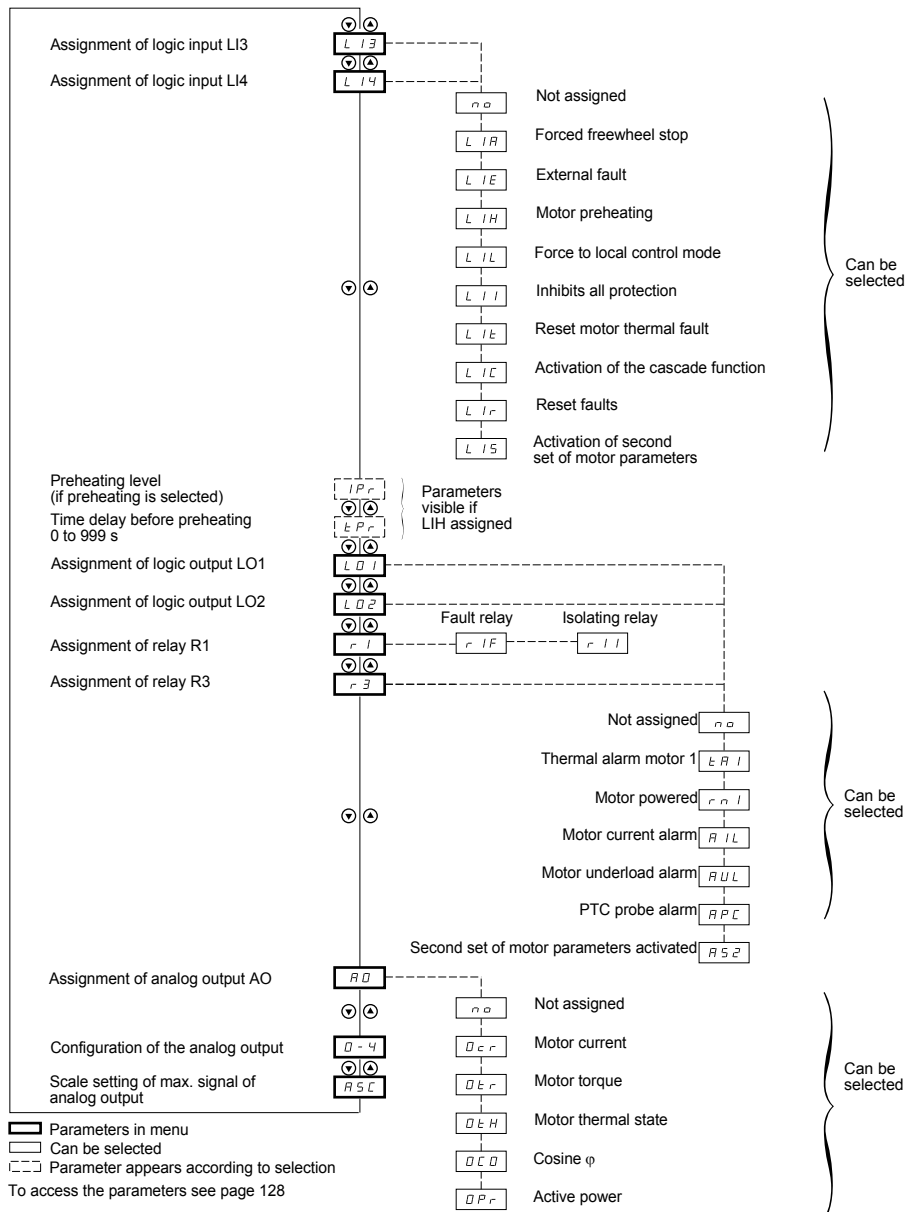 Assignment of logic input LI3 L I 3
Assignment of logic input LI4 L I 4
n o Not assigned
L I A Forced freewheel stop
L I E External fault
L I H Motor preheating
L I L Force to local control mode
L I I Inhibits all protection
L I t Reset motor thermal fault
L I C Activation of the cascade function
L I r Reset faults
L I S Activation of second
set of motor parameters
Can be
selected
Preheating level
(if preheating is selected)
I P r
Time delay before preheating
0 to 999 s
t P r
Parameters
visible if
LIH assigned
Assignment of logic output LO1 L O 1
Assignment of logic output LO2 L O 2
Fault relay Isolating relay
Assignment of relay R1 r 1 r 1 F r 1 I
Assignment of relay R3 r 3
Not assigned n o
Thermal alarm motor 1 t A 1
Motor powered r n 1
Motor current alarm A I L
Motor underload alarm A U L
PTC probe alarm A P C
Second set of motor parameters activated A S 2
Can be
selected
Assignment of analog output AO A O
n o Not assigned
Configuration of the analog output 0 - 4
O c r Motor current
Scale setting of max. signal of
analog output
A S C
O t r Motor torque
O t H Motor thermal state
O C O Cosine φ
O P r Active power
Can be
selected
Parameters in menu
Can be selected
Parameter appears according to selection
To access the parameters see page 128